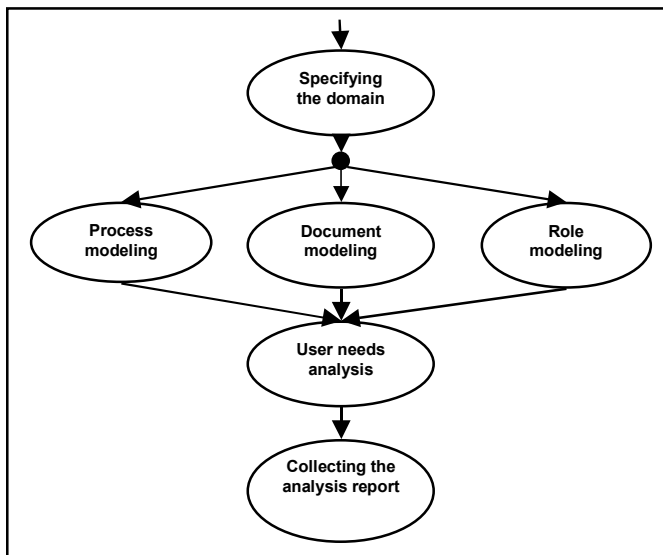 Specifying
the domain
Process
modeling
Document
modeling
Role
modeling
User needs
analysis
Collecting the
analysis report